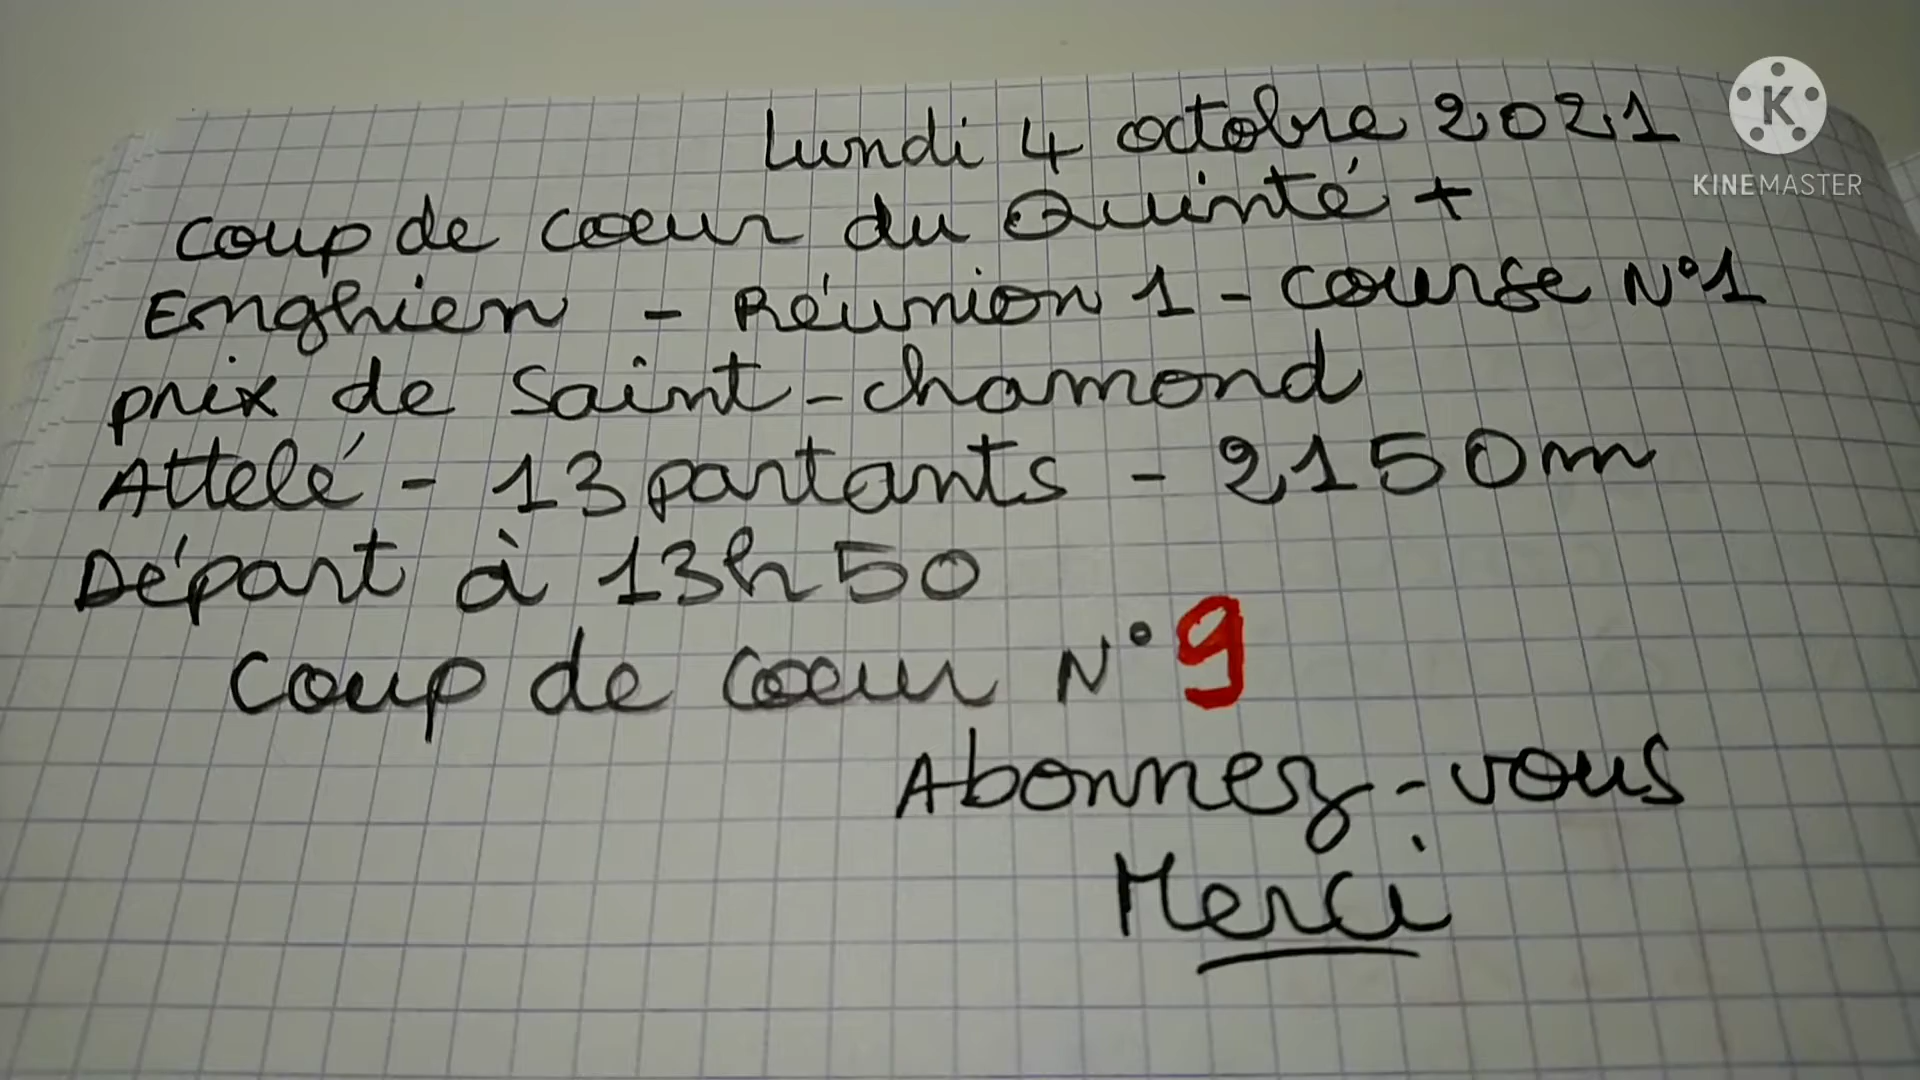 Lundi 4 octobre 2021
K
KINEMASTER
coup de coeur du Quinté +
Enghien - Réunion 1 - course N°1
prix de Saint-chamond
Attelé - 13 partants - 2150m
Départ à 13h50
Coup de coeur N° 9
Abonnez-vous
Merci